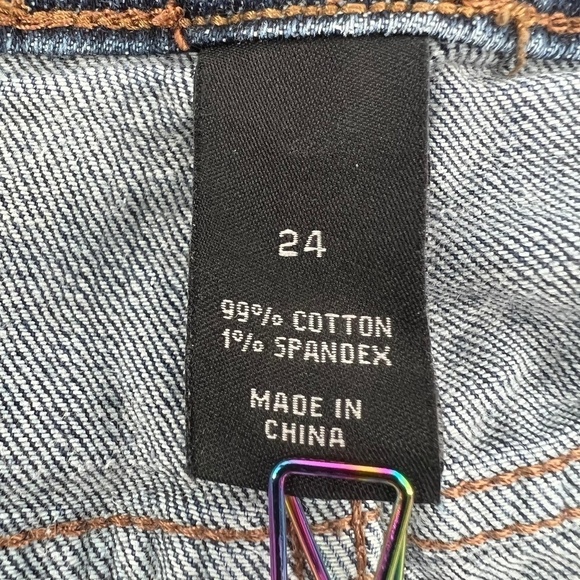 24
99% COTTON
1% SPANDEX
MADE IN
CHINA